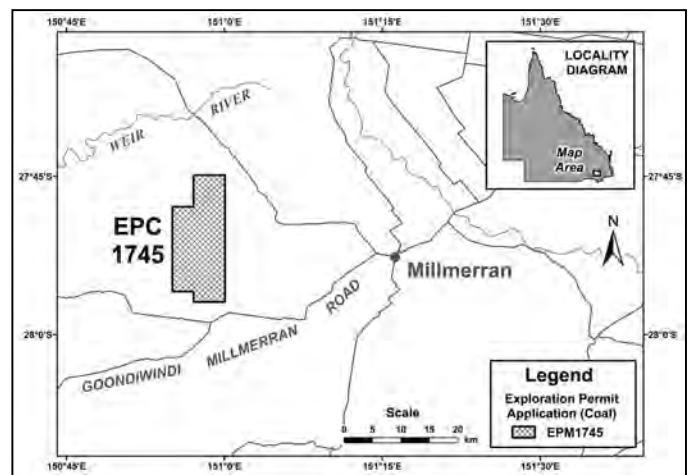 150°45'E
151°0'E
151°15'E
151°30'E
LOCALITY
DIAGRAM
Map
Area
WEIR RIVER
27°45'S
27°45'S
EPC
1745
N
Millmerran
28°0'S
28°0'S
GOONDIWINDI MILLMERRAN ROAD
Legend
Exploration Permit
Application (Coal)
EPM1745
Scale
0 5 10 15 20
km
150°45'E
151°0'E
151°15'E
151°30'E